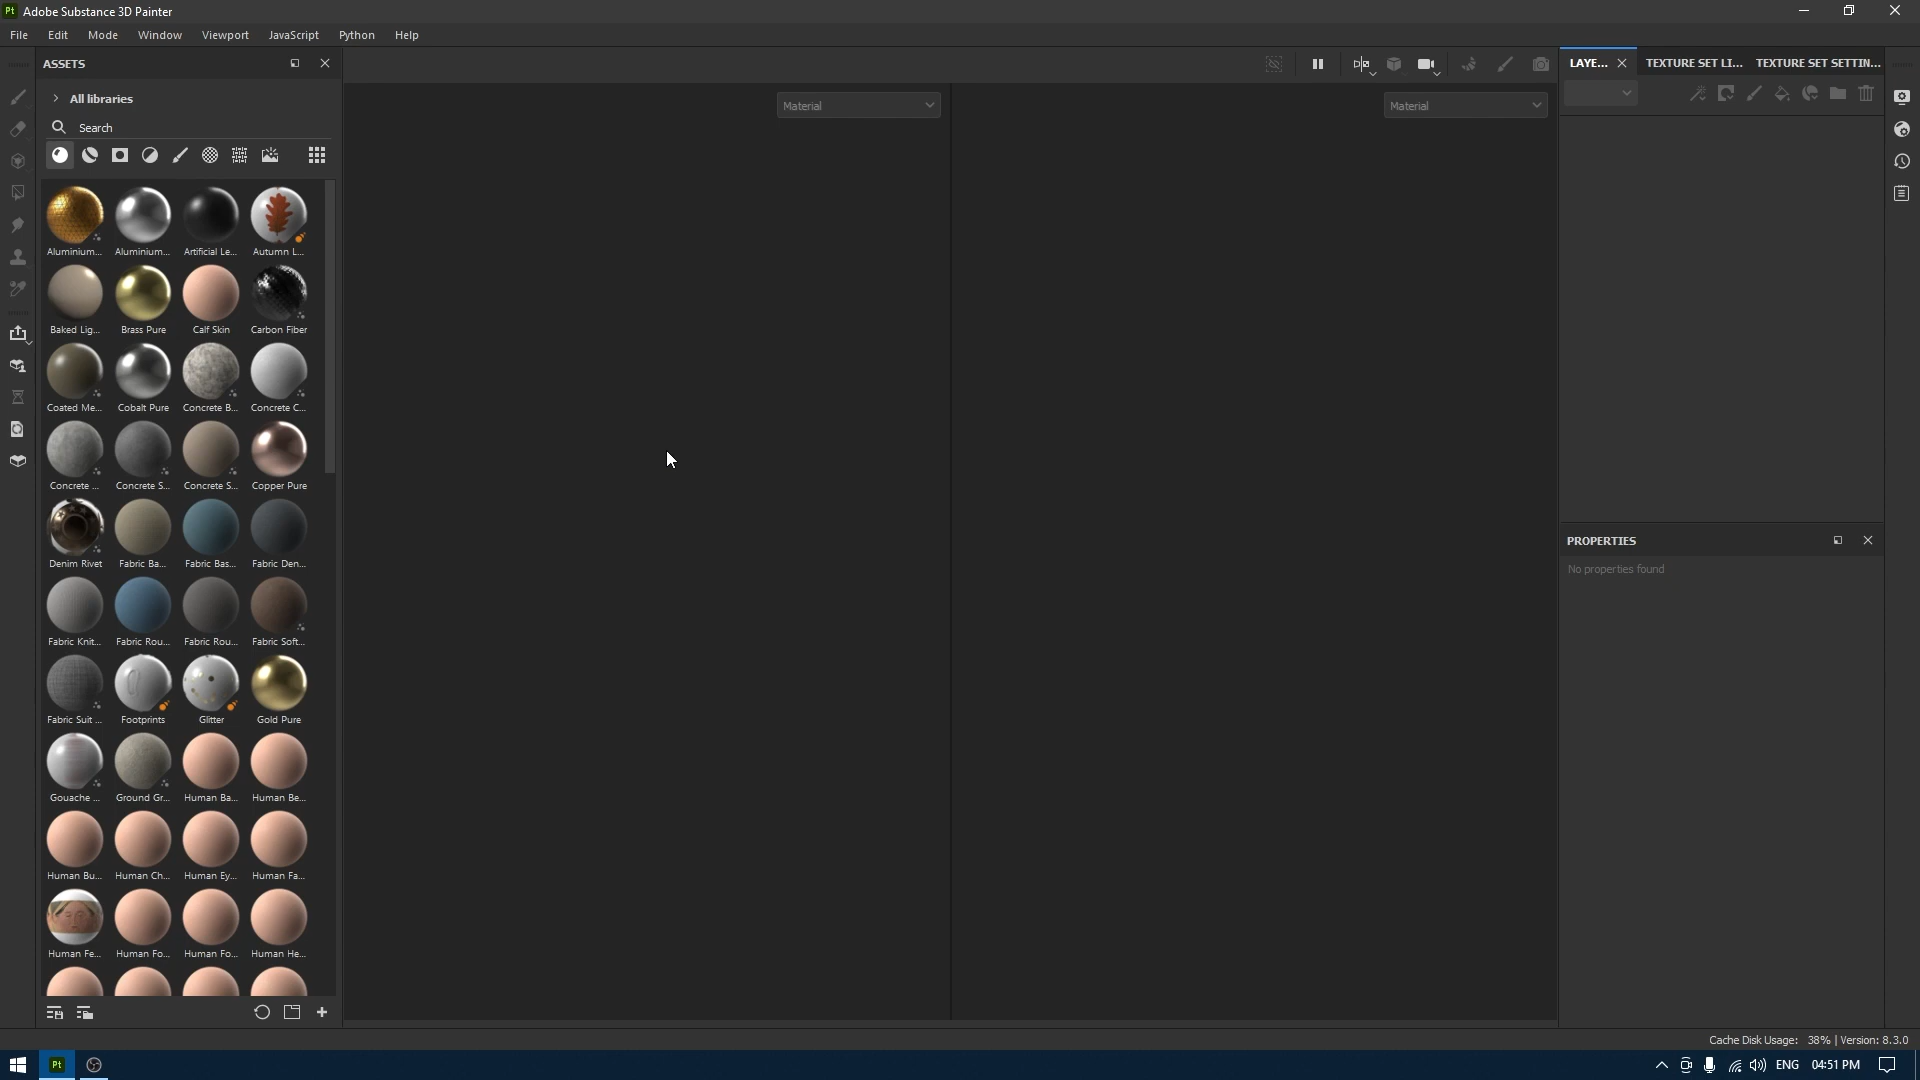 Pt Adobe Substance 3D Painter
File Edit Mode Window Viewport JavaScript Python Help
ASSETS
LAYE... TEXTURE SET LI... TEXTURE SET SETTIN...
All libraries
Material
Material
Search
Aluminium... Aluminium... Artificial Le... Autumn L...
Baked Lig... Brass Pure Calf Skin Carbon Fiber
Coated Me... Cobalt Pure Concrete B... Concrete C...
Concrete ... Concrete S... Concrete S... Copper Pure
Denim Rivet Fabric Ba... Fabric Bas... Fabric Den...
Fabric Knit... Fabric Rou... Fabric Rou... Fabric Soft...
Fabric Suit ... Footprints Glitter Gold Pure
Gouache ... Ground Gr... Human Ba... Human Be...
Human Bu... Human Ch... Human Ey... Human Fa...
Human Fe... Human Fo... Human Fo... Human He...
PROPERTIES
No properties found
Cache Disk Usage: 38% | Version: 8.3.0
Pt
ENG 04:51 PM